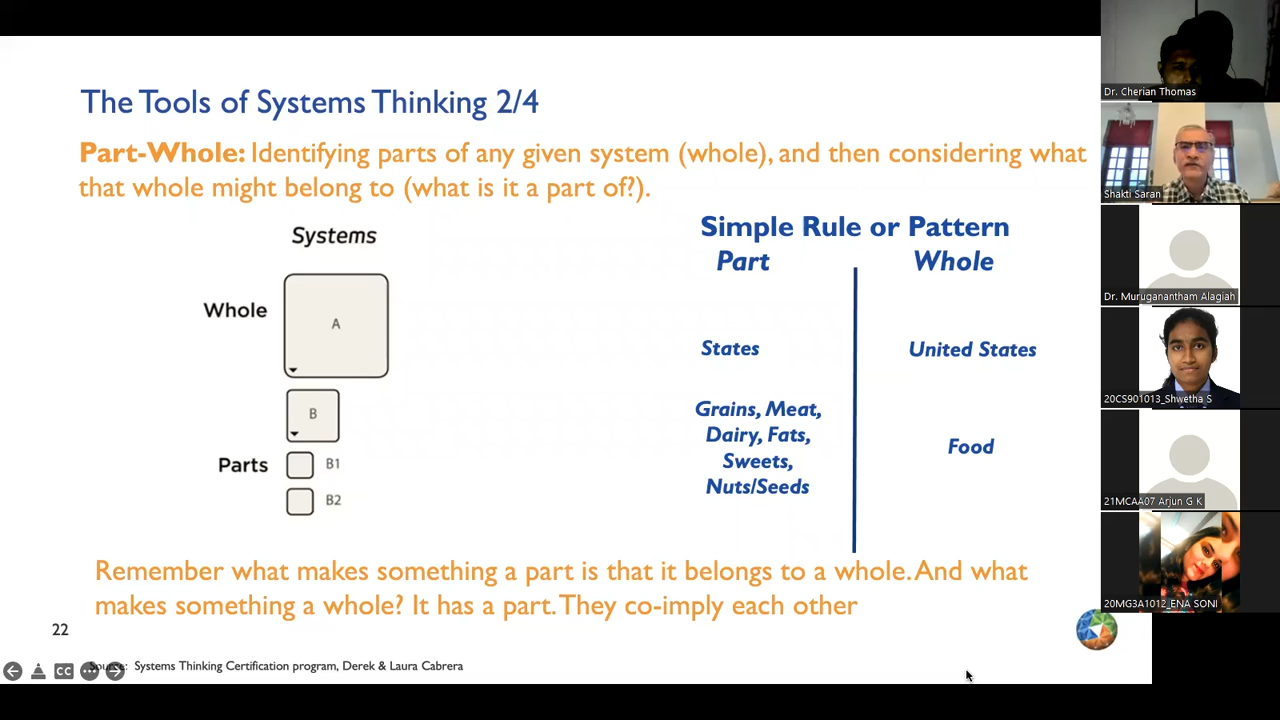 The Tools of Systems Thinking 2/4
Part-Whole: Identifying parts of any given system (whole), and then considering what
that whole might belong to (what is it a part of?).
Systems
Whole
A
B
Parts
B1
B2
Simple Rule or Pattern
Part Whole
States United States
Grains, Meat,
Dairy, Fats,
Sweets,
Nuts/Seeds
Food
Remember what makes something a part is that it belongs to a whole. And what
makes something a whole? It has a part. They co-imply each other
22
Source: Systems Thinking Certification program, Derek & Laura Cabrera
CC
Dr. Cherian Thomas
Shakti Saran
Dr. Muruganantham Alagiah
20CS901013_Shwetha S
21MCAA07 Arjun G K
20MG3A1012_ENA SONI